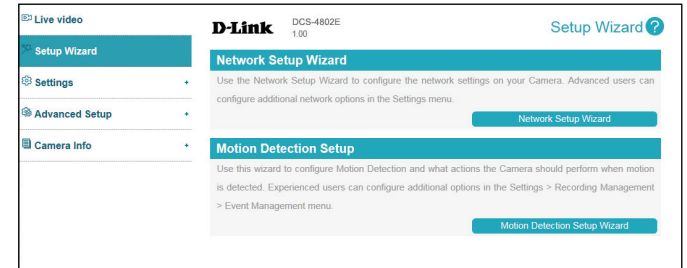 Live video
Setup Wizard
Settings +
Advanced Setup +
Camera Info +
D-Link DCS-4802E
1.00
Setup Wizard ?
Network Setup Wizard
Use the Network Setup Wizard to configure the network settings on your Camera. Advanced users can
configure additional network options in the Settings menu.
Network Setup Wizard
Motion Detection Setup
Use this wizard to configure Motion Detection and what actions the Camera should perform when motion
is detected. Experienced users can configure additional options in the Settings > Recording Management
> Event Management menu.
Motion Detection Setup Wizard